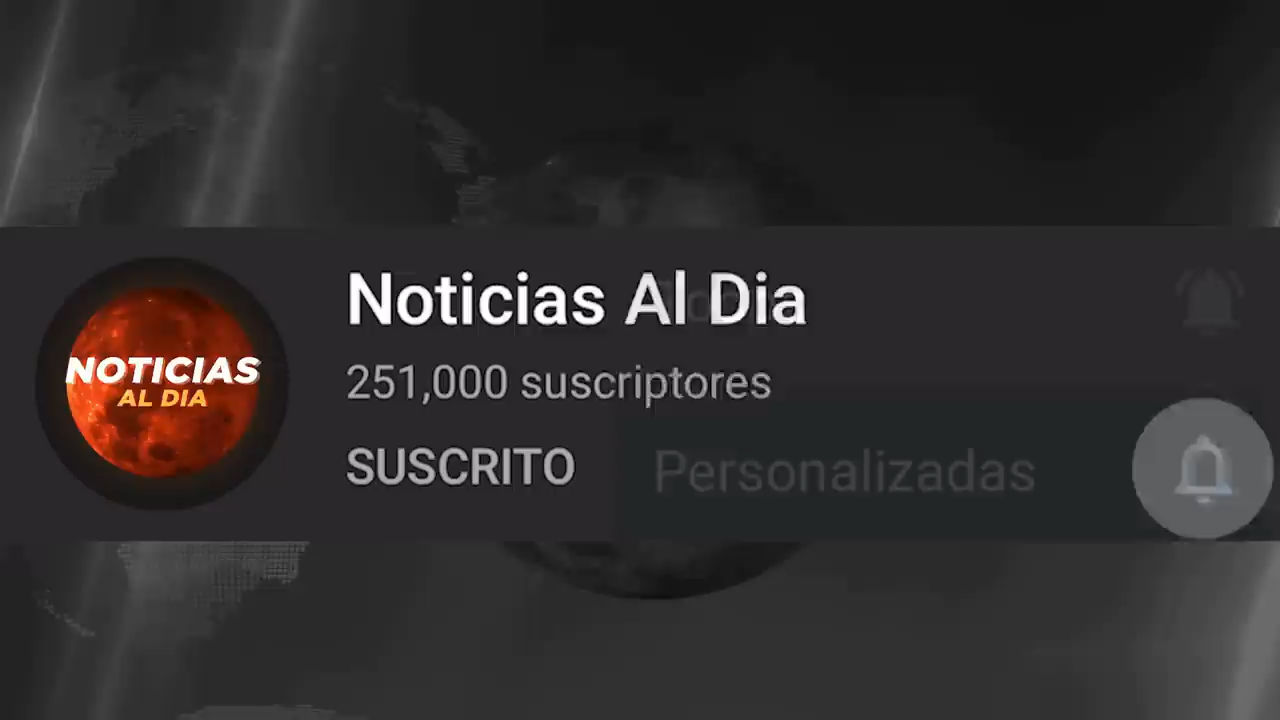 Noticias Al Dia
NOTICIAS
AL DIA
251,000 suscriptores
SUSCRITO
Personalizadas